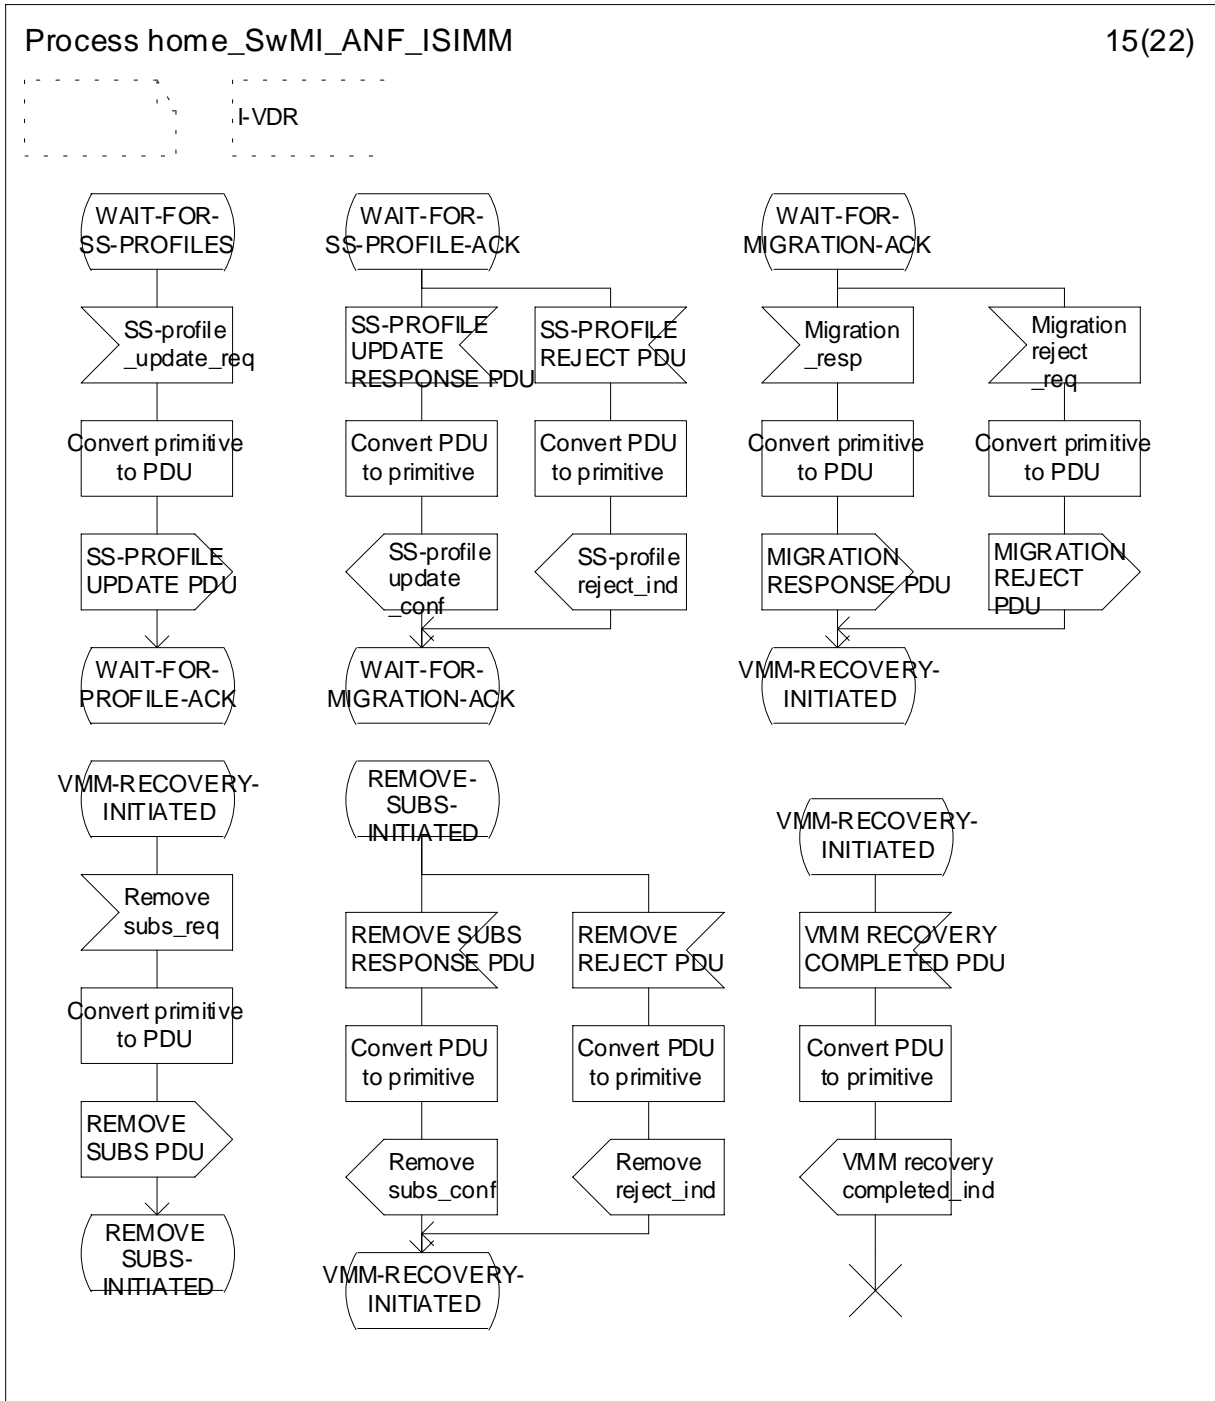 Process home_SwMI_ANF_ISIMM
15(22)
I-VDR
WAIT-FOR-
SS-PROFILES
SS-profile
_update_req
Convert primitive
to PDU
SS-PROFILE
UPDATE PDU
WAIT-FOR-
PROFILE-ACK
WAIT-FOR-
SS-PROFILE-ACK
SS-PROFILE
UPDATE
RESPONSE PDU
SS-PROFILE
REJECT PDU
Convert PDU
to primitive
Convert PDU
to primitive
SS-profile
update
_conf
SS-profile
reject_ind
WAIT-FOR-
MIGRATION-ACK
WAIT-FOR-
MIGRATION-ACK
Migration
_resp
Migration
reject
_req
Convert primitive
to PDU
Convert primitive
to PDU
MIGRATION
RESPONSE PDU
MIGRATION
REJECT
PDU
VMM-RECOVERY-
INITIATED
VMM-RECOVERY-
INITIATED
Remove
subs_req
Convert primitive
to PDU
REMOVE
SUBS PDU
REMOVE
SUBS-
INITIATED
REMOVE-
SUBS-
INITIATED
REMOVE SUBS
RESPONSE PDU
REMOVE
REJECT PDU
Convert PDU
to primitive
Convert PDU
to primitive
Remove
subs_conf
Remove
reject_ind
VMM-RECOVERY-
INITIATED
VMM-RECOVERY-
INITIATED
VMM RECOVERY
COMPLETED PDU
Convert PDU
to primitive
VMM recovery
completed_ind